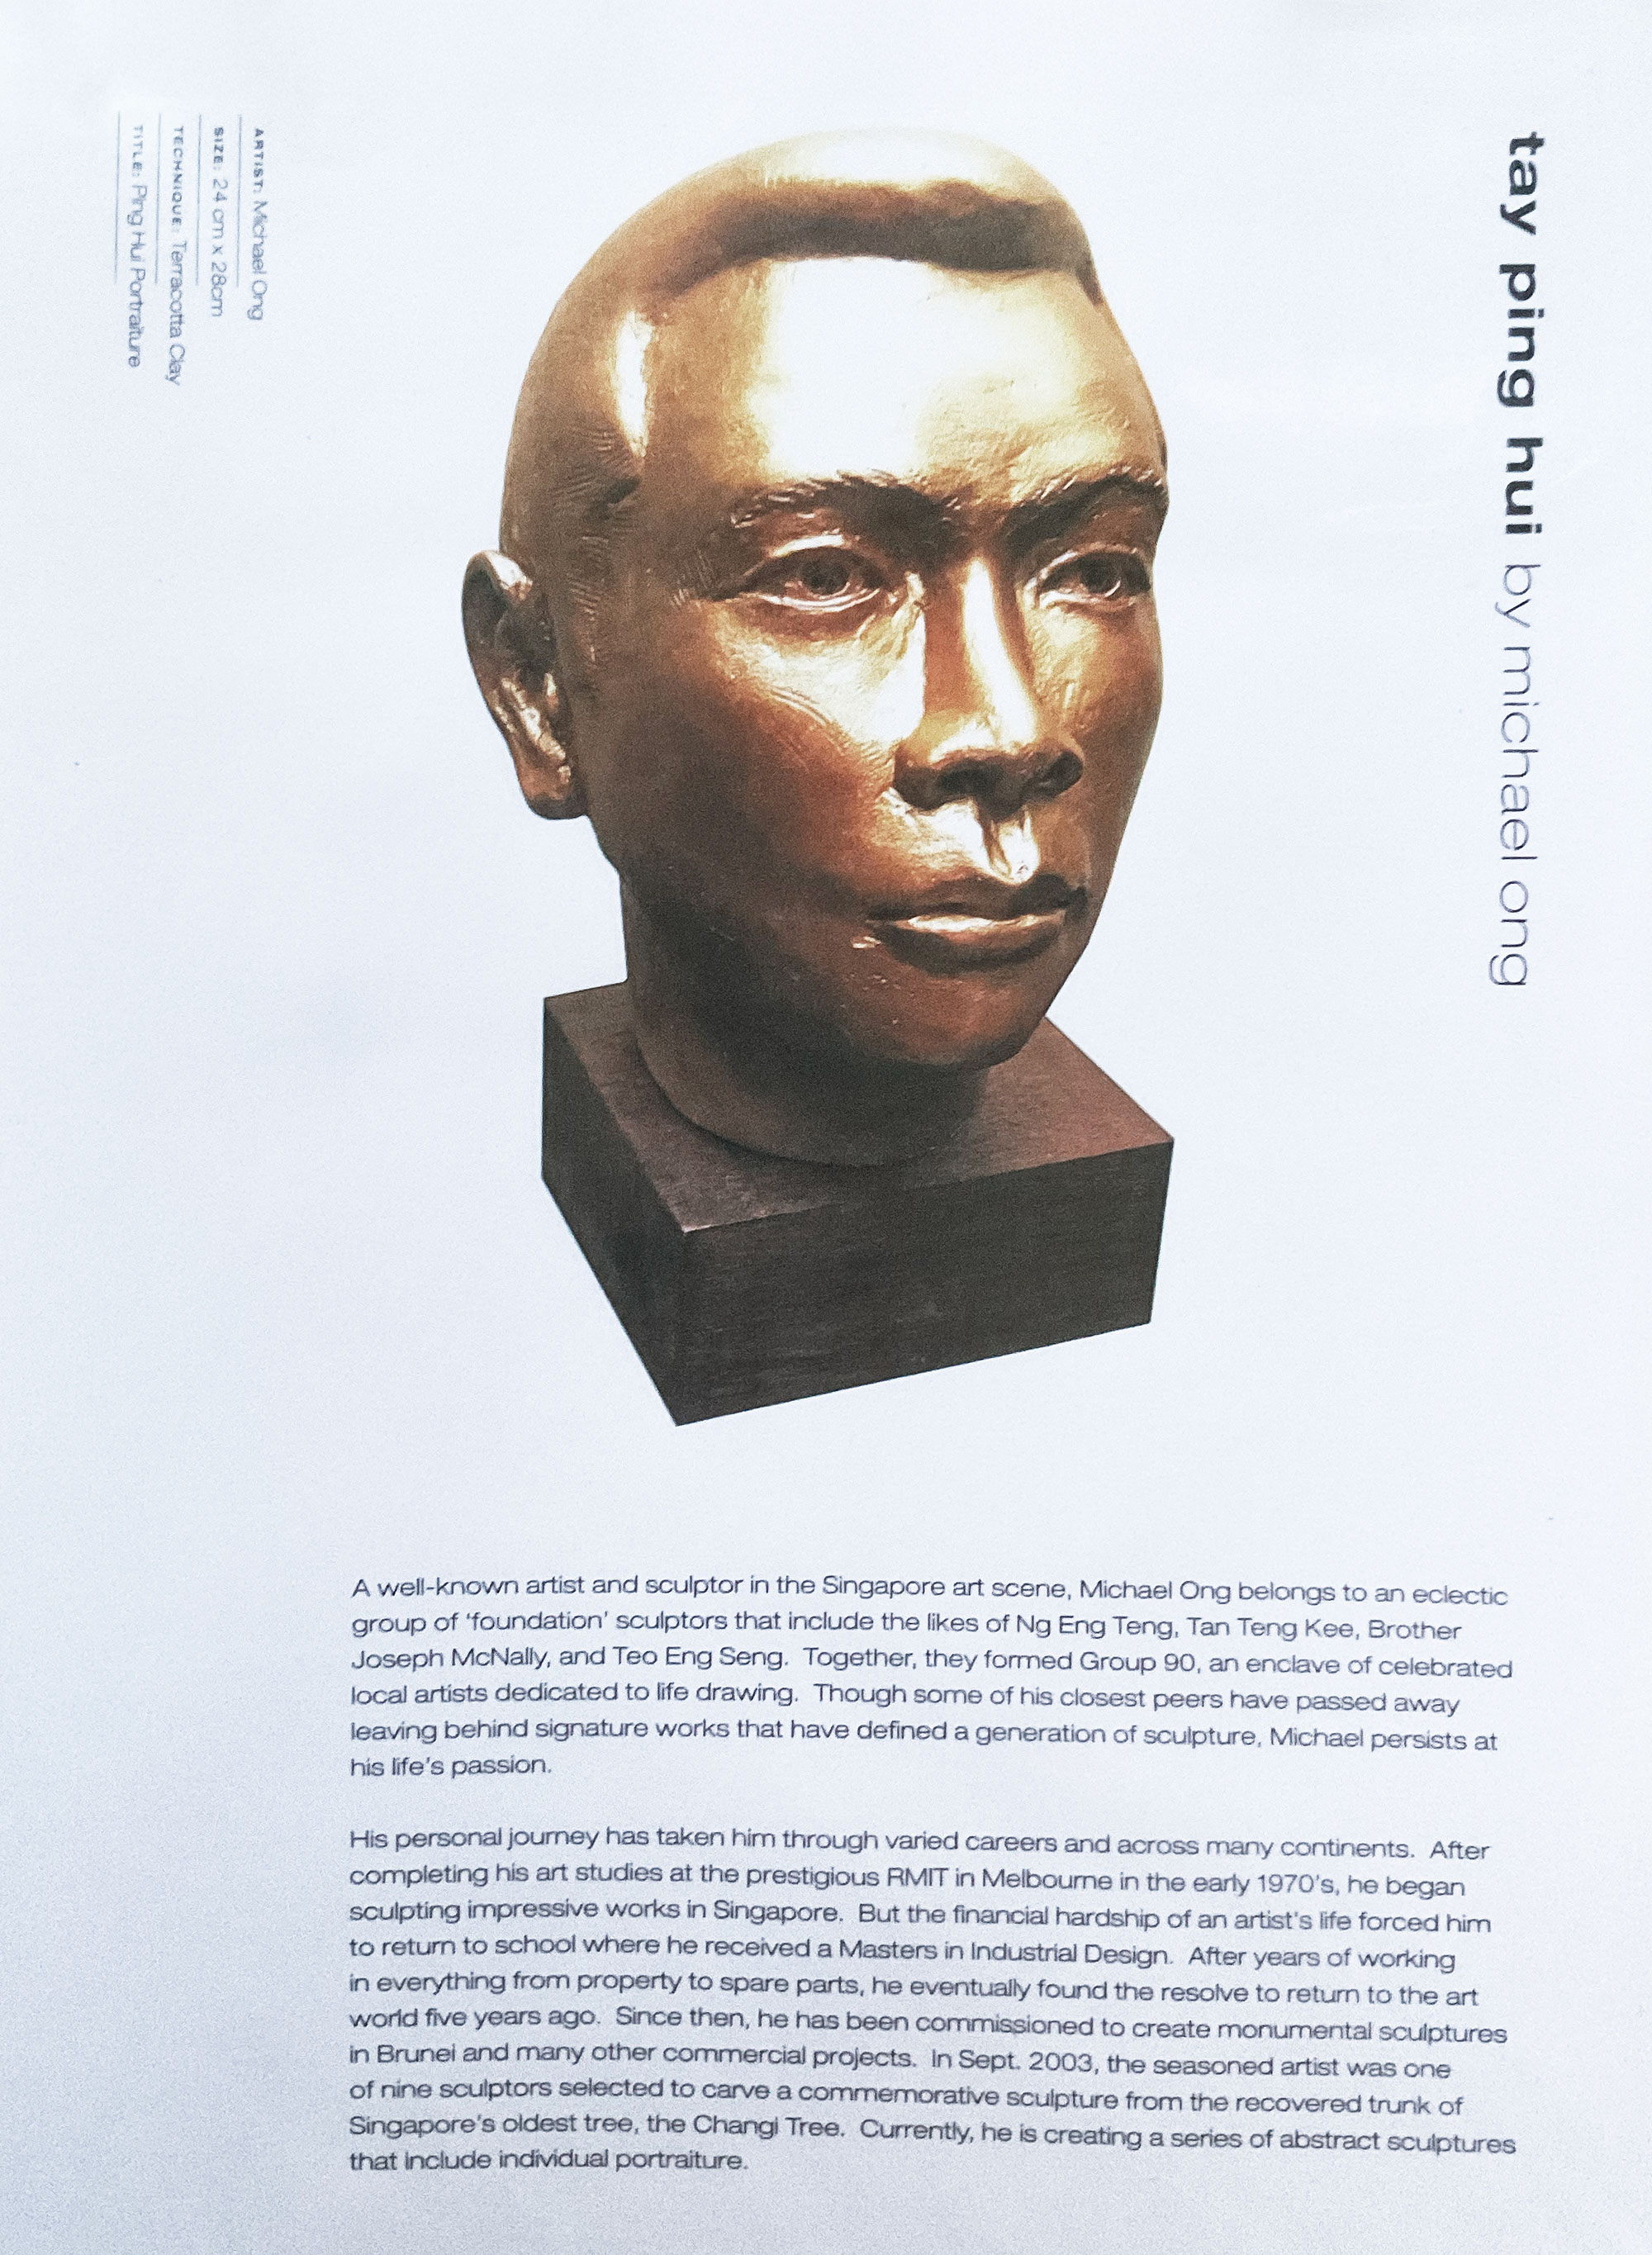 tay ping hui by michael ong
ARTIST: Michael Ong
SIZE: 24 cm x 28cm
TECHNIQUE: Terracotta Clay
TITLE: Ping Hui Portraiture
A well-known artist and sculptor in the Singapore art scene, Michael Ong belongs to an eclectic
group of ‘foundation’ sculptors that include the likes of Ng Eng Teng, Tan Teng Kee, Brother
Joseph McNally, and Teo Eng Seng.  Together, they formed Group 90, an enclave of celebrated
local artists dedicated to life drawing.  Though some of his closest peers have passed away
leaving behind signature works that have defined a generation of sculpture, Michael persists at
his life’s passion.
His personal journey has taken him through varied careers and across many continents.  After
completing his art studies at the prestigious RMIT in Melbourne in the early 1970’s, he began
sculpting impressive works in Singapore.  But the financial hardship of an artist’s life forced him
to return to school where he received a Masters in Industrial Design.  After years of working
in everything from property to spare parts, he eventually found the resolve to return to the art
world five years ago.  Since then, he has been commissioned to create monumental sculptures
in Brunei and many other commercial projects.  In Sept. 2003, the seasoned artist was one
of nine sculptors selected to carve a commemorative sculpture from the recovered trunk of
Singapore’s oldest tree, the Changi Tree.  Currently, he is creating a series of abstract sculptures
that include individual portraiture.